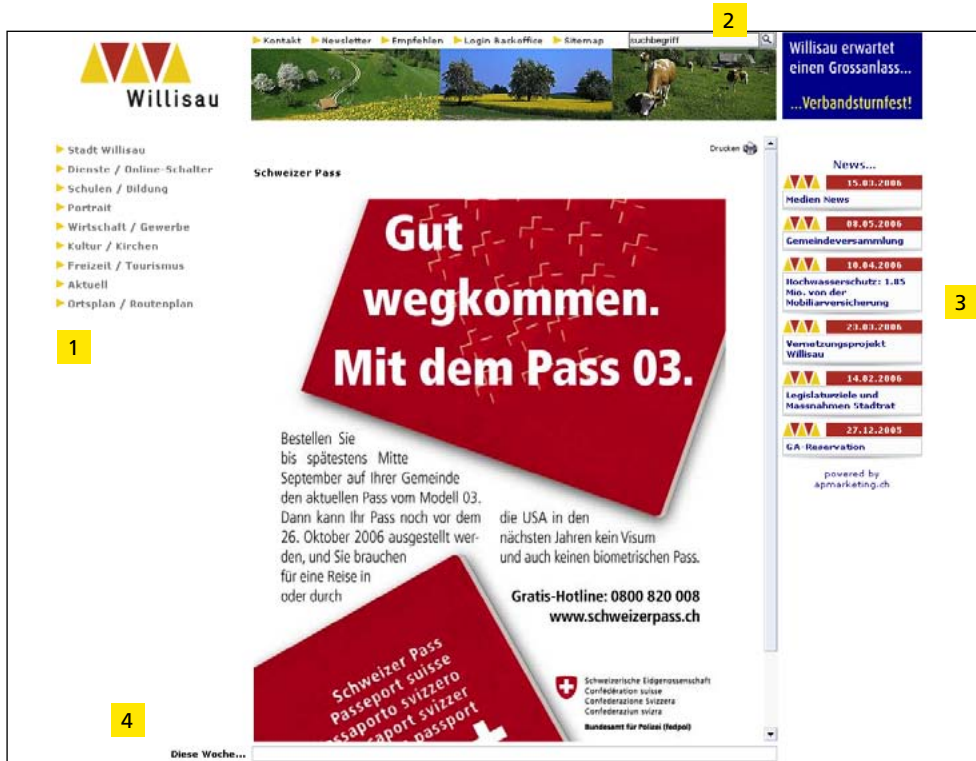 2
Kontakt Newsletter Empfehlen Login Backoffice Sitemap suchbegriff
Willisau
Willisau erwartet
einen Grossanlass...
...Verbandsturnfest!
Stadt Willisau
Dienste / Online-Schalter
Schulen / Bildung
Portrait
Wirtschaft / Gewerbe
Kultur / Kirchen
Freizeit / Tourismus
Aktuell
Ortsplan / Routenplan
1
Drucken
Schweizer Pass
Gut
wegkommen.
Mit dem Pass 03.
Bestellen Sie
bis spätestens Mitte
September auf Ihrer Gemeinde
den aktuellen Pass vom Modell 03.
Dann kann Ihr Pass noch vor dem
26. Oktober 2006 ausgestellt wer-
den, und Sie brauchen
für eine Reise in
oder durch
die USA in den
nächsten Jahren kein Visum
und auch keinen biometrischen Pass.
Gratis-Hotline: 0800 820 008
www.schweizerpass.ch
Schweizer Pass
Passeport suisse
ssaporto svizzero
ssaport svizzer
passport
Schweizerische Eidgenossenschaft
Confédération suisse
Confederazione Svizzera
Confederaziun svizra
Bundesamt für Polizei (fedpol)
News...
15.03.2006
Medien News
08.05.2006
Gemeindeversammlung
10.04.2006
Hochwasserschutz: 1.85
Mio. von der
Mobiliarversicherung
23.03.2006
Vernetzungsprojekt
Willisau
14.02.2006
Legislaturziele und
Massnahmen Stadtrat
27.12.2005
GA-Reservation
powered by
apmarketing.ch
3
4
Diese Woche...